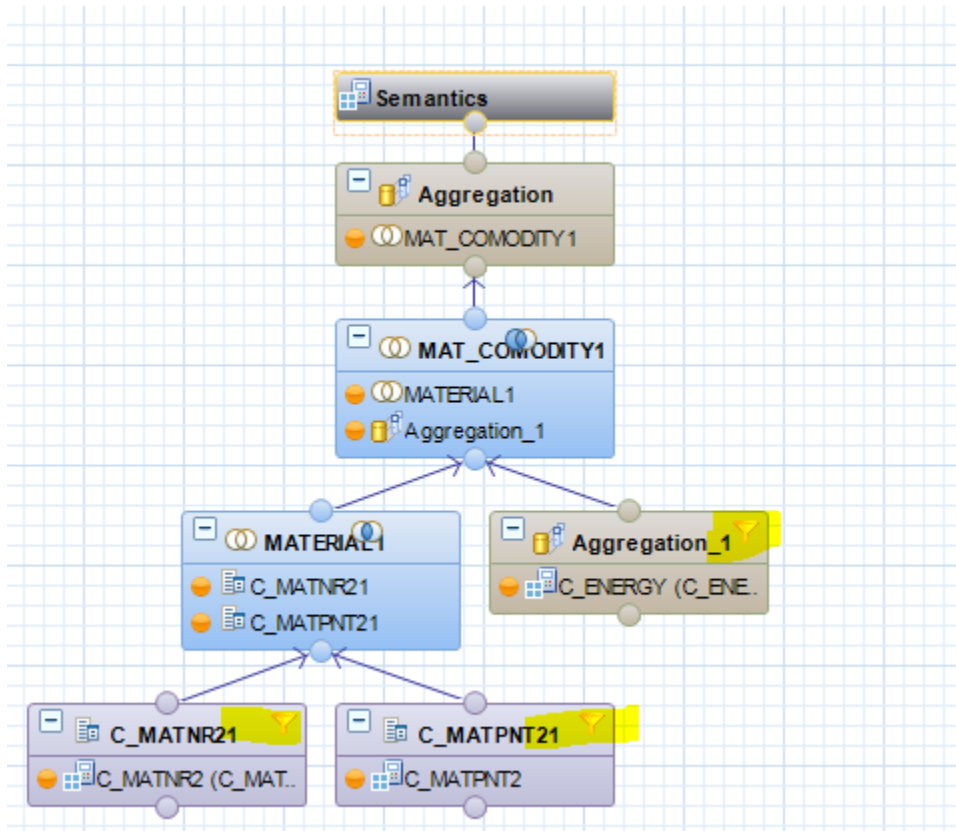 Semantics
Aggregation
MAT_COMODITY1
MAT_COMODITY1
MATERIAL1
Aggregation_1
MATERIAL1
C_MATNR21
C_MATPNT21
Aggregation_1
C_ENERGY (C_ENE..
C_MATNR21
C_MATNR2 (C_MAT..
C_MATPNT21
C_MATPNT2